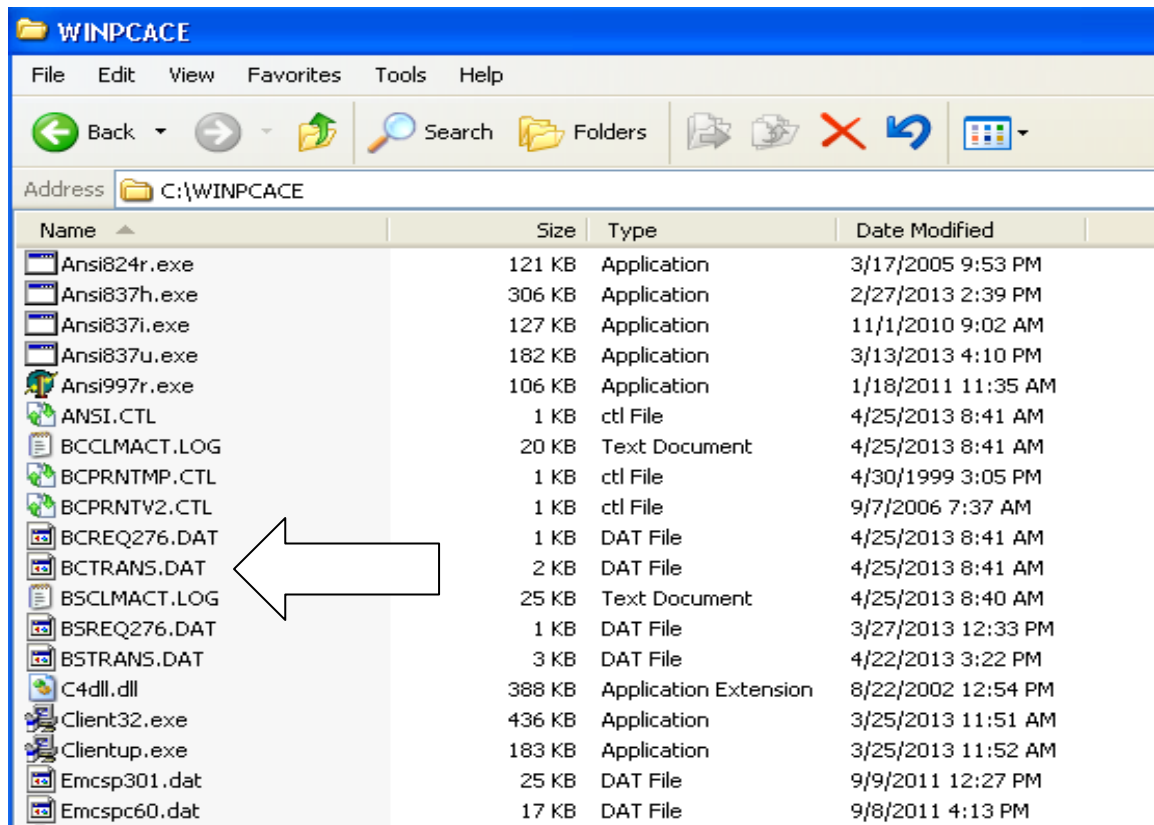 WINPCACE
File Edit View Favorites Tools Help
Back Search Folders
Address C:\WINPCACE
Name Size Type Date Modified
Ansi824r.exe 121 KB Application 3/17/2005 9:53 PM
Ansi837h.exe 306 KB Application 2/27/2013 2:39 PM
Ansi837i.exe 127 KB Application 11/1/2010 9:02 AM
Ansi837u.exe 182 KB Application 3/13/2013 4:10 PM
Ansi997r.exe 106 KB Application 1/18/2011 11:35 AM
ANSI.CTL 1 KB ctl File 4/25/2013 8:41 AM
BCCLMACT.LOG 20 KB Text Document 4/25/2013 8:41 AM
BCPRNTMP.CTL 1 KB ctl File 4/30/1999 3:05 PM
BCPRNTV2.CTL 1 KB ctl File 9/7/2006 7:37 AM
BCREQ276.DAT 1 KB DAT File 4/25/2013 8:41 AM
BCTRANS.DAT 2 KB DAT File 4/25/2013 8:41 AM
BSCLMACT.LOG 25 KB Text Document 4/25/2013 8:40 AM
BSREQ276.DAT 1 KB DAT File 3/27/2013 12:33 PM
BSTRANS.DAT 3 KB DAT File 4/22/2013 3:22 PM
C4dll.dll 388 KB Application Extension 8/22/2002 12:54 PM
Client32.exe 436 KB Application 3/25/2013 11:51 AM
Clientup.exe 183 KB Application 3/25/2013 11:52 AM
Emcsp301.dat 25 KB DAT File 9/9/2011 12:27 PM
Emcspc60.dat 17 KB DAT File 9/8/2011 4:13 PM